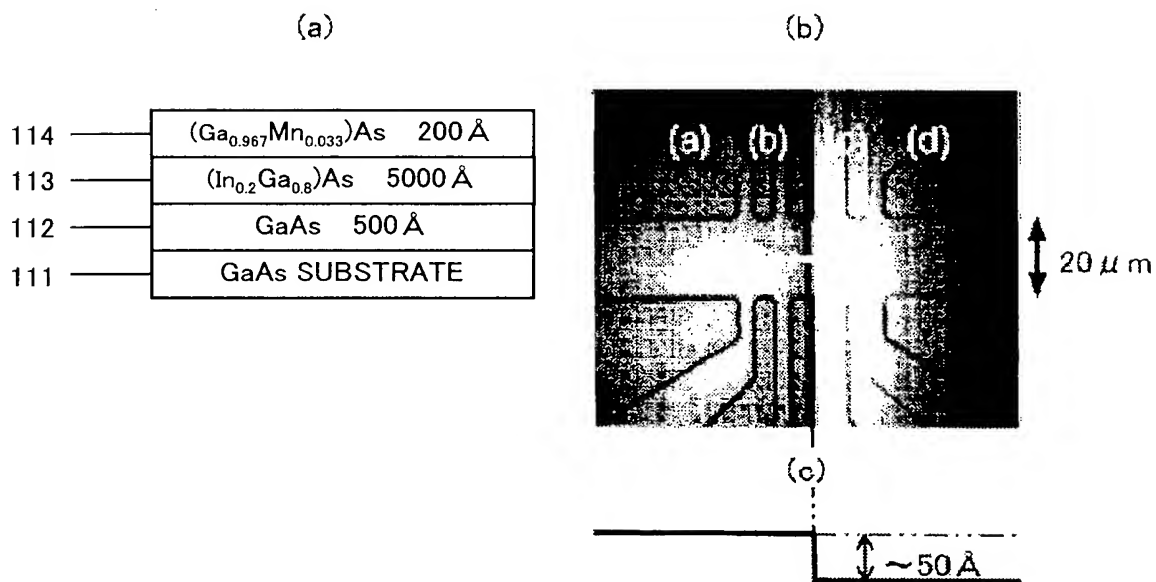 (a)
114 (Ga0.967Mn0.033)As 200 Å
113 (In0.2Ga0.8)As 5000 Å
112 GaAs 500 Å
111 GaAs SUBSTRATE
(b)
(a) (b) (d)
20 μm
(c)
~50 Å